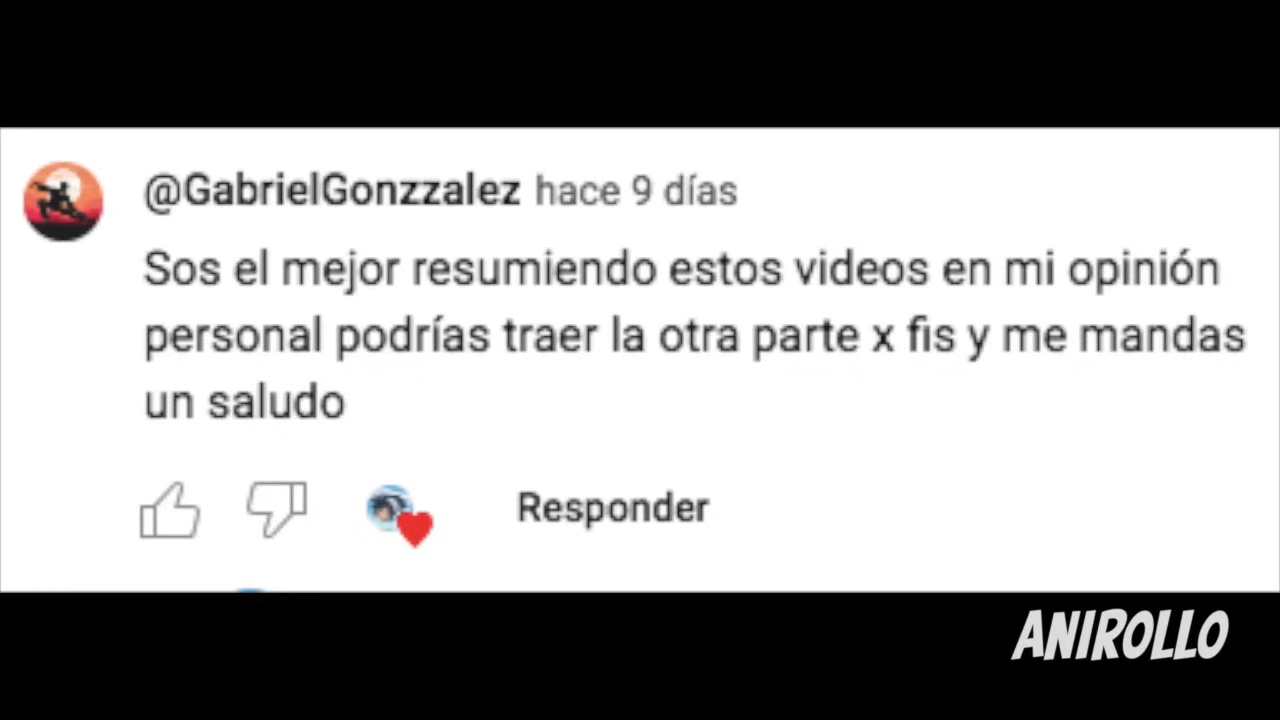 @GabrielGonzzalez hace 9 días
Sos el mejor resumiendo estos videos en mi opinión
personal podrías traer la otra parte x fis y me mandas
un saludo
Responder
ANIROLLO